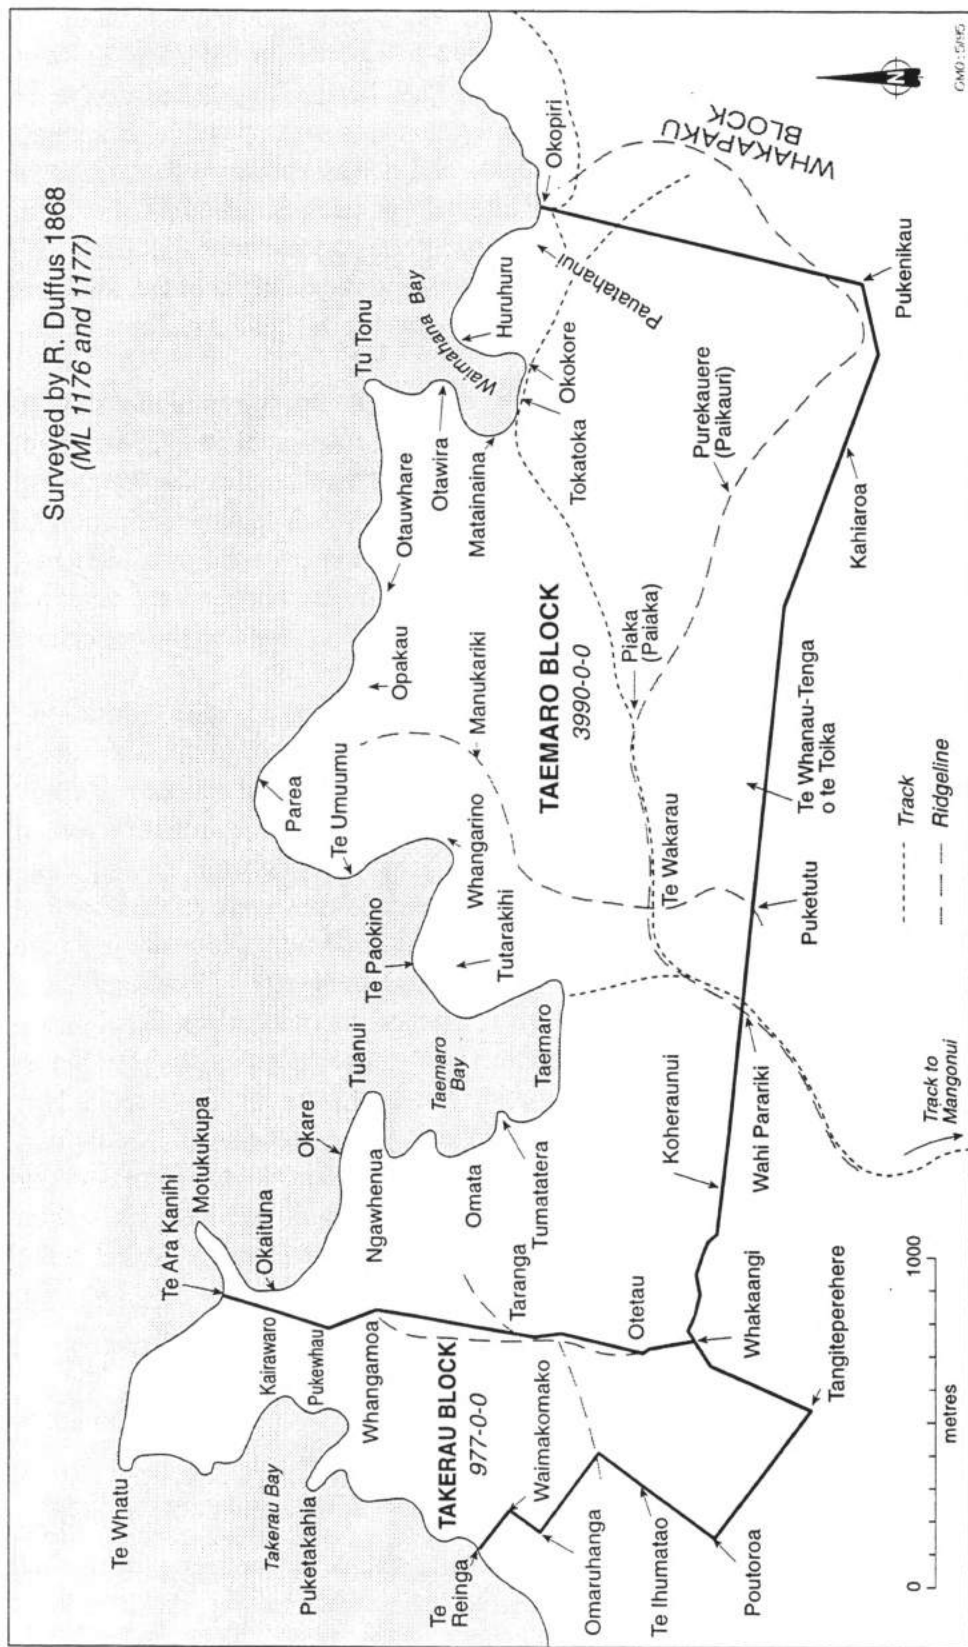 Surveyed by R. Duffus 1868
(ML 1176 and 1177)
Te Whatu
Te Ara Kanihi
Motukukupa
Okaituna
Okare
Tuanui
Kairawaro
Pukewhau
Takerau Bay
Puketakahia
Whangamoa
Ngawhenua
Taemaro
Bay
Omata
Tumatatera
Taemaro
Te Paokino
Tutarakihi
Whangarino
Te Umuumu
Parea
Opakau
Manukariki
Otauwhare
Tu Tonu
Otawira
Matainaina
Waimahana Bay
Huruhuru
Okopiri
Pauatahanui
Okokore
Tokatoka
WHAKAPAKU
BLOCK
TAKERAU BLOCK
977-0-0
TAEMARO BLOCK
3990-0-0
Te
Reinga
Waimakomako
Taranga
Otetau
Omaruhanga
Te Ihumatao
Poutoroa
Tangiteperehere
Whakaangi
Koheraunui
Wahi Parariki
Te Wakarau
Puketutu
Piaka
(Paiaka)
Te Whanau-Tenga
o te Toika
Purekauere
(Paikauri)
Kahiaroa
Pukenikau
Track to
Mangonui
Track
Ridgeline
0
1000
metres
N
GMO:5/95